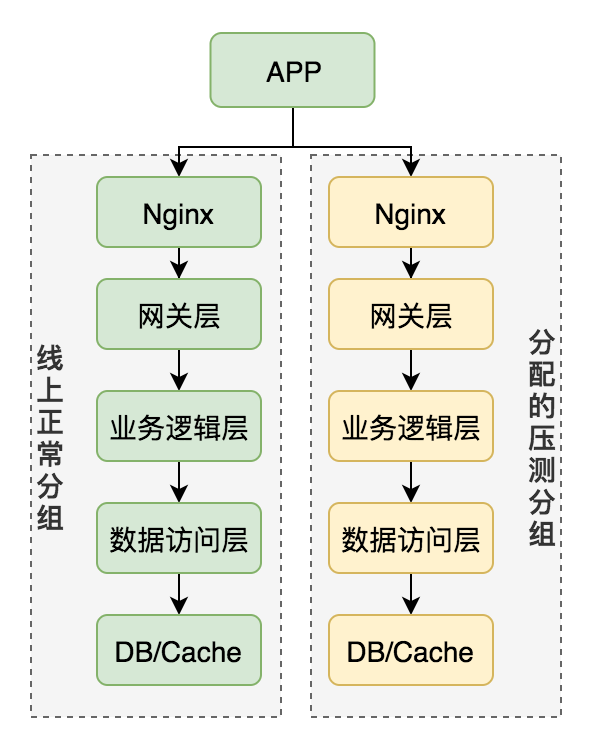 APP
线上正常分组
Nginx
网关层
业务逻辑层
数据访问层
DB/Cache
Nginx
网关层
业务逻辑层
数据访问层
DB/Cache
分配的压测分组